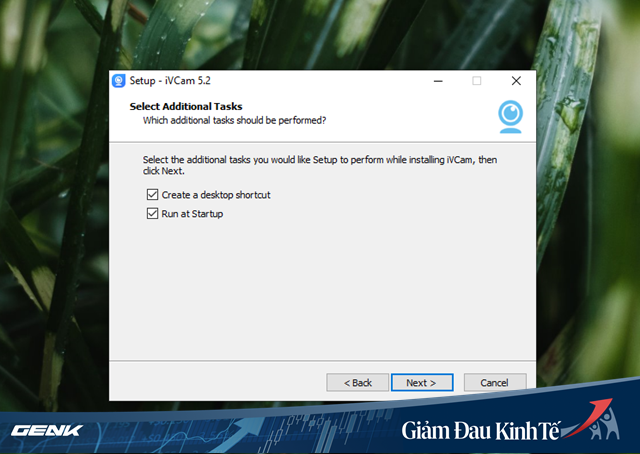 Setup - iVCam 5.2
Select Additional Tasks
Which additional tasks should be performed?
Select the additional tasks you would like Setup to perform while installing iVCam, then
click Next.
Create a desktop shortcut
Run at Startup
< Back
Next >
Cancel
GENK
Giảm Đau Kinh Tế